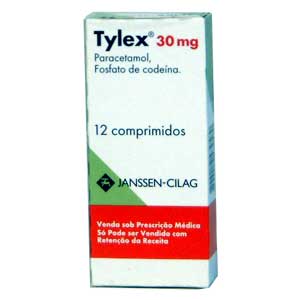 Tylex® 30 mg
Paracetamol,
Fosfato de codeína.
12 comprimidos
JANSSEN-CILAG
Venda sob Prescrição Médica
Só Pode ser Vendido com
Retenção da Receita